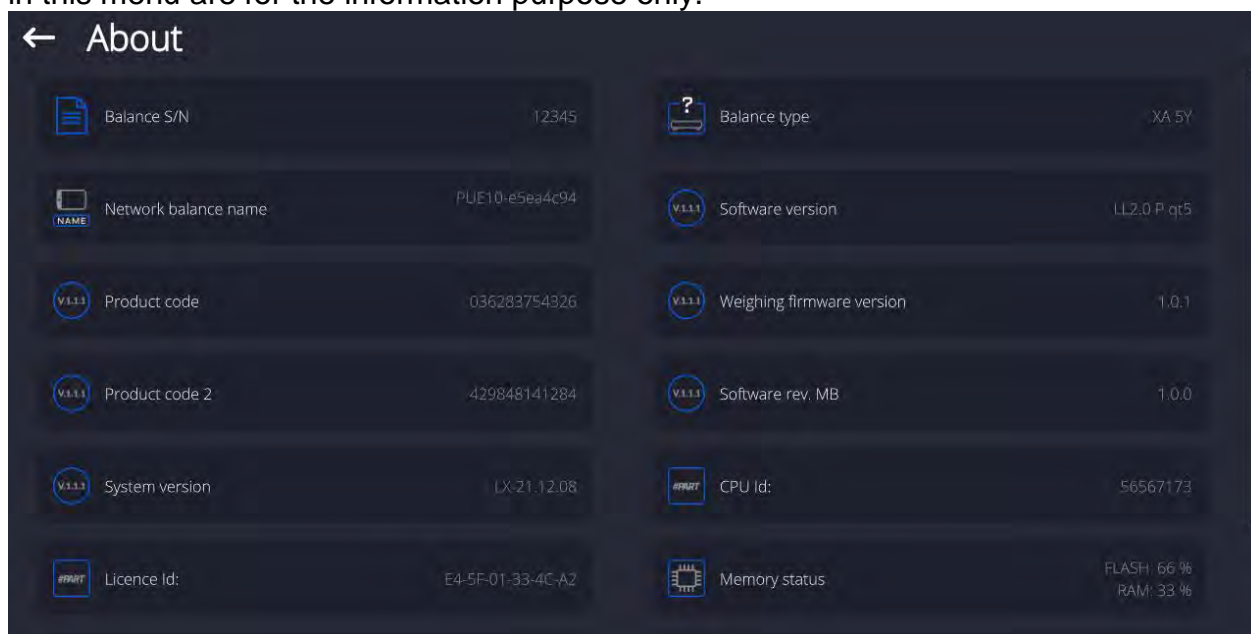 in this menu are for the information purpose only.
← About
Balance S/N 12345
Balance type XA 5Y
NAME
Network balance name PUE10-e5ea4c94
V.1.1.1 Software version LL2.0 P qt5
V.1.1.1 Product code 036283754326
V.1.1.1 Weighing firmware version 1.0.1
V.1.1.1 Product code 2 429848141284
V.1.1.1 Software rev. MB 1.0.0
V.1.1.1 System version LX-21.12.08
#PART CPU Id: 56567173
#PART Licence Id: E4-5F-01-33-4C-A2
Memory status FLASH: 66 %
RAM: 33 %